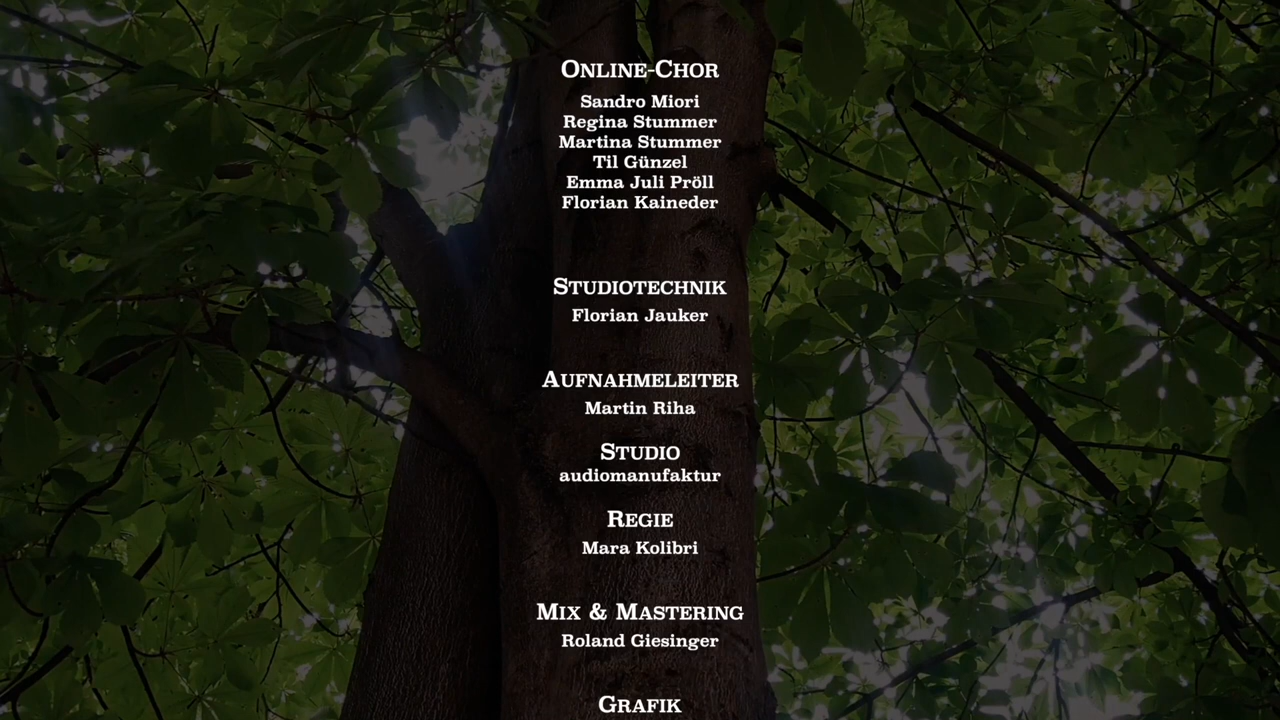 Online-Chor
Sandro Miori
Regina Stummer
Martina Stummer
Til Günzel
Emma Juli Pröll
Florian Kaineder
Studiotechnik
Florian Jauker
Aufnahmeleiter
Martin Riha
Studio
audiomanufaktur
Regie
Mara Kolibri
Mix & Mastering
Roland Giesinger
Grafik